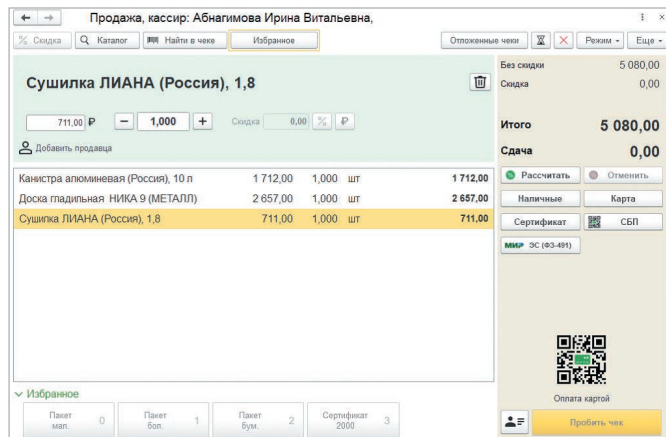 Продажа, кассир: Абнагимова Ирина Витальевна,
% Скидка Каталог Найти в чеке Избранное Отложенные чеки Режим Еще
Сушилка ЛИАНА (Россия), 1,8
711,00 ₽ − 1,000 + Скидка 0,00 % ₽
Добавить продавца
Канистра алюминевая (Россия), 10 л 1 712,00 1,000 шт 1 712,00
Доска гладильная НИКА 9 (МЕТАЛЛ) 2 657,00 1,000 шт 2 657,00
Сушилка ЛИАНА (Россия), 1,8 711,00 1,000 шт 711,00
Избранное
Пакет мал. 0
Пакет бол. 1
Пакет бум. 2
Сертификат 2000 3
Без скидки 5 080,00
Скидка 0,00
Итого 5 080,00
Сдача 0,00
% Рассчитать Отменить
Наличные Карта
Сертификат СБП
МИР ЭС (ФЗ-491)
Оплата картой
Пробить чек